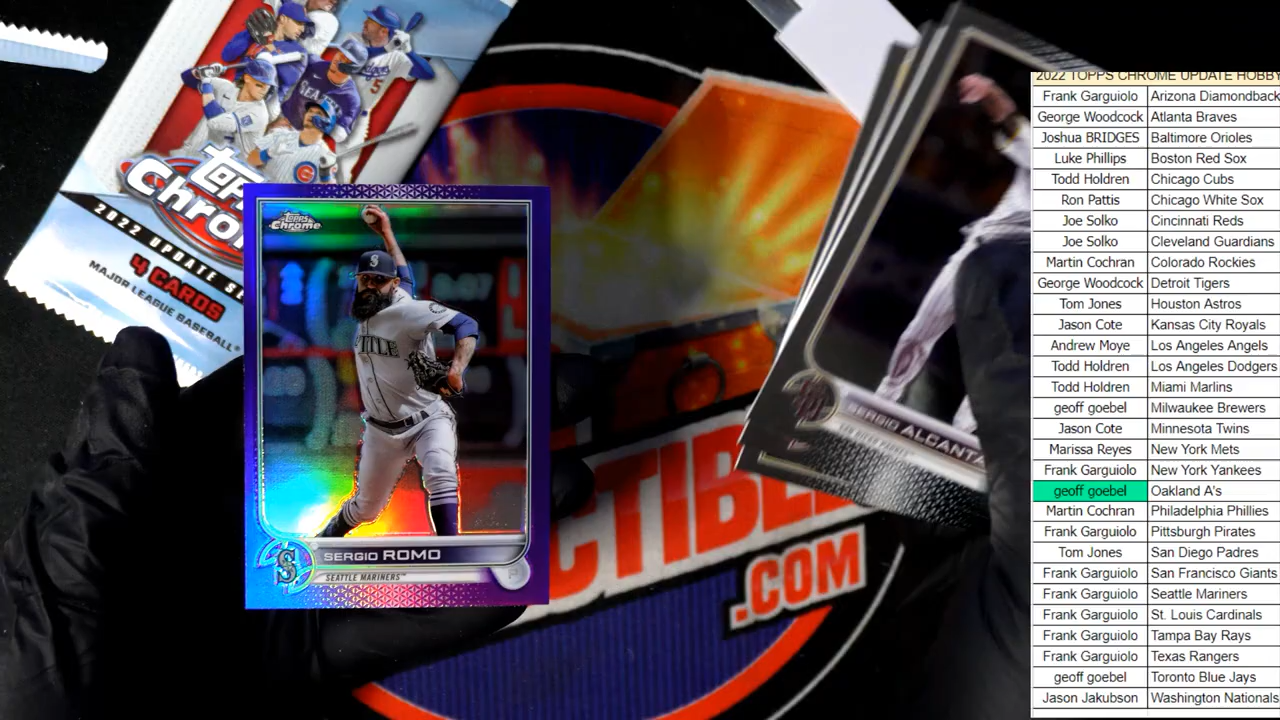 2022 TOPPS CHROME UPDATE HOBBY
Frank Garguiolo Arizona Diamondback
George Woodcock Atlanta Braves
Joshua BRIDGES Baltimore Orioles
Luke Phillips Boston Red Sox
Todd Holdren Chicago Cubs
Ron Pattis Chicago White Sox
Joe Solko Cincinnati Reds
Joe Solko Cleveland Guardians
Martin Cochran Colorado Rockies
George Woodcock Detroit Tigers
Tom Jones Houston Astros
Jason Cote Kansas City Royals
Andrew Moye Los Angeles Angels
Todd Holdren Los Angeles Dodgers
Todd Holdren Miami Marlins
geoff goebel Milwaukee Brewers
Jason Cote Minnesota Twins
Marissa Reyes New York Mets
Frank Garguiolo New York Yankees
geoff goebel Oakland A's
Martin Cochran Philadelphia Phillies
Frank Garguiolo Pittsburgh Pirates
Tom Jones San Diego Padres
Frank Garguiolo San Francisco Giants
Frank Garguiolo Seattle Mariners
Frank Garguiolo St. Louis Cardinals
Frank Garguiolo Tampa Bay Rays
Frank Garguiolo Texas Rangers
geoff goebel Toronto Blue Jays
Jason Jakubson Washington Nationals
TOPPS
Chro
2022 UPDATE SE
4 CARDS
MAJOR LEAGUE BASEBALL
TOPPS
Chrome
S
TTLE
SERGIO ROMO
SEATTLE MARINERS™
SERGIO ALCANTA
CTIBLE
.COM